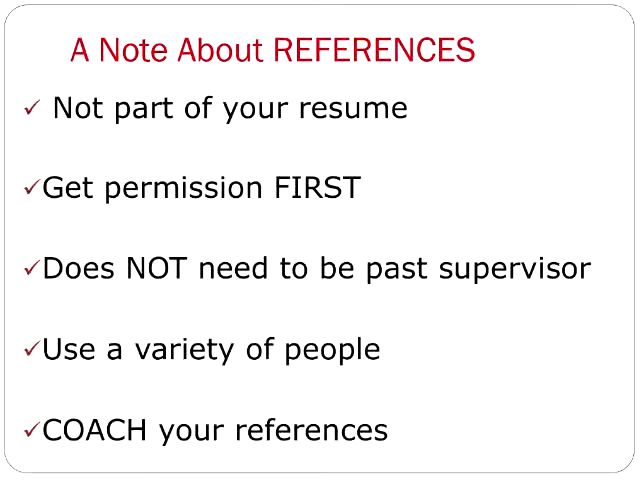 A Note About REFERENCES
✓ Not part of your resume
✓Get permission FIRST
✓Does NOT need to be past supervisor
✓Use a variety of people
✓COACH your references